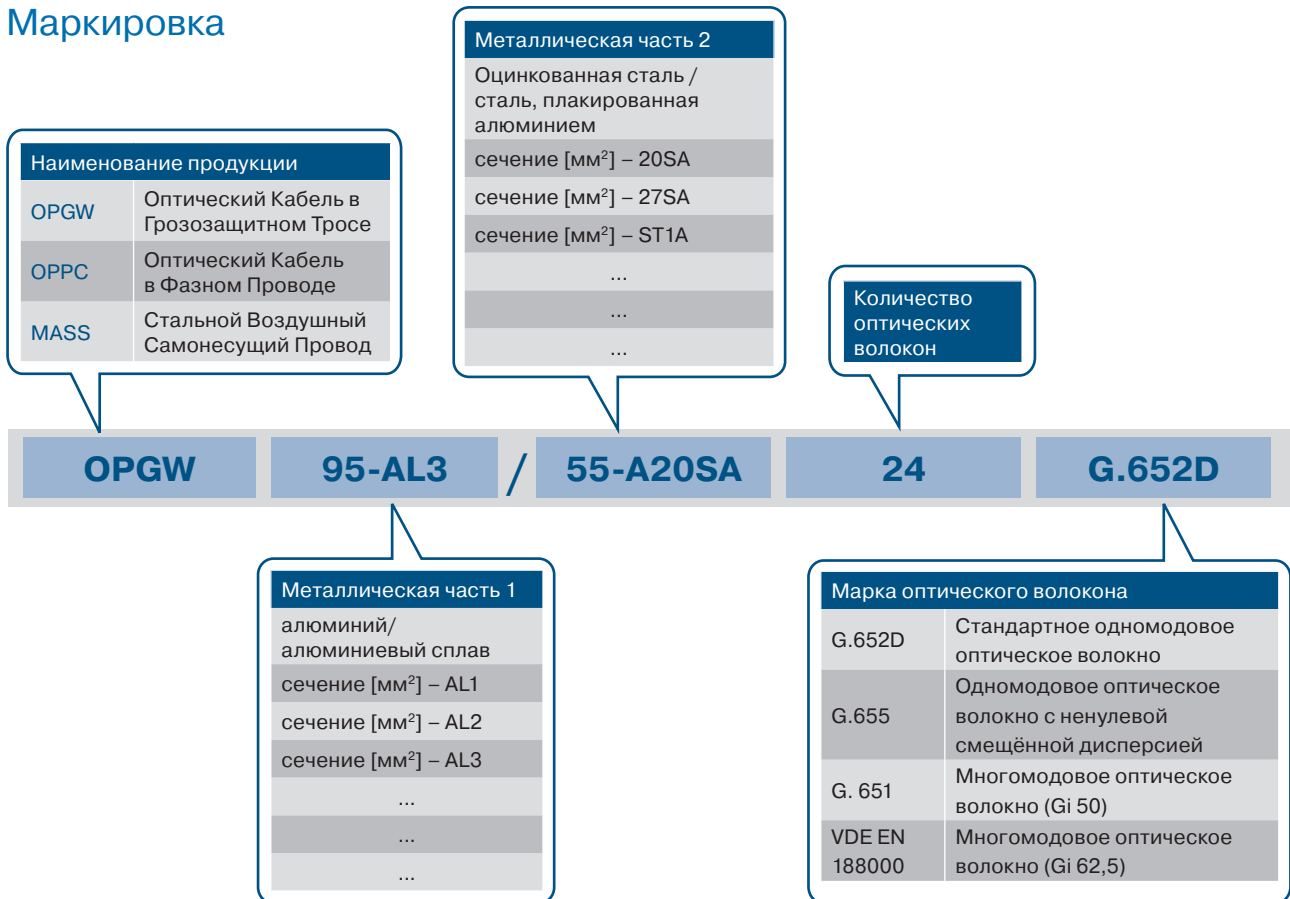 Маркировка
Наименование продукции
OPGW
Оптический Кабель в
Грозозащитном Тросе
OPPC
Оптический Кабель
в Фазном Проводе
MASS
Стальной Воздушный
Самонесущий Провод
Металлическая часть 2
Оцинкованная сталь /
сталь, плакированная
алюминием
сечение [мм²] – 20SA
сечение [мм²] – 27SA
сечение [мм²] – ST1A
...
...
...
Количество
оптических
волокон
OPGW 95-AL3 / 55-A20SA 24 G.652D
Металлическая часть 1
алюминий/
алюминиевый сплав
сечение [мм²] – AL1
сечение [мм²] – AL2
сечение [мм²] – AL3
...
...
...
Марка оптического волокона
G.652D
Стандартное одномодовое
оптическое волокно
G.655
Одномодовое оптическое
волокно с ненулевой
смещённой дисперсией
G. 651
Многомодовое оптическое
волокно (Gi 50)
VDE EN
188000
Многомодовое оптическое
волокно (Gi 62,5)